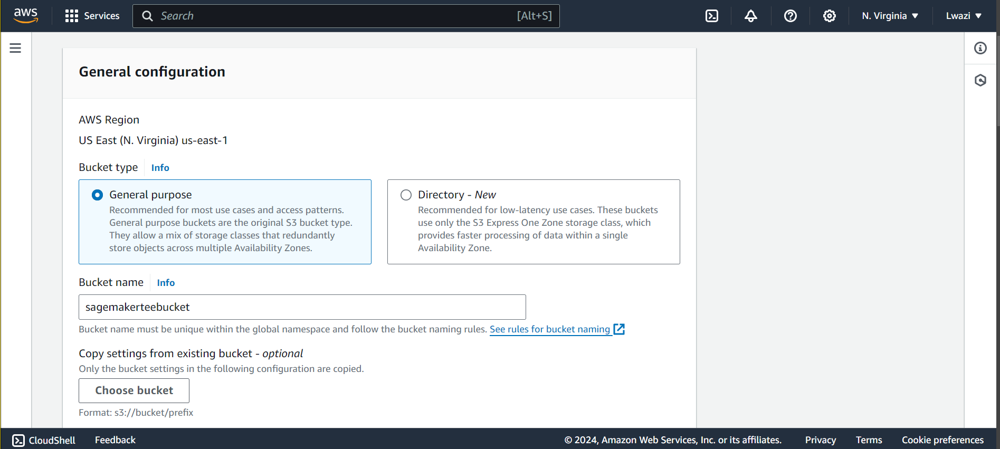 aws Services Search [Alt+S] N. Virginia Lwazi
General configuration
AWS Region
US East (N. Virginia) us-east-1
Bucket type Info
General purpose
Recommended for most use cases and access patterns.
General purpose buckets are the original S3 bucket type.
They allow a mix of storage classes that redundantly
store objects across multiple Availability Zones.
Directory - New
Recommended for low-latency use cases. These buckets
use only the S3 Express One Zone storage class, which
provides faster processing of data within a single
Availability Zone.
Bucket name Info
sagemakerteebucket
Bucket name must be unique within the global namespace and follow the bucket naming rules. See rules for bucket naming
Copy settings from existing bucket - optional
Only the bucket settings in the following configuration are copied.
Choose bucket
Format: s3://bucket/prefix
CloudShell Feedback © 2024, Amazon Web Services, Inc. or its affiliates. Privacy Terms Cookie preferences